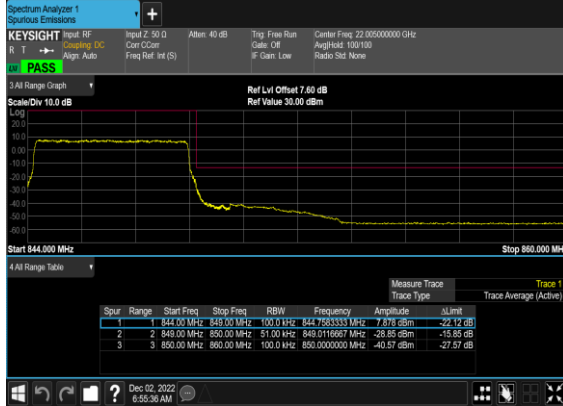 Spectrum Analyzer 1
Spurious Emissions
KEYSIGHT Input: RF Input Z: 50 Ω Atten: 40 dB Trig: Free Run Center Freq: 22.005000000 GHz
R T Coupling: DC Corr CCorr Gate: Off Avg|Hold: 100/100
Align: Auto Freq Ref: Int (S) IF Gain: Low Radio Std: None
PASS
3 All Range Graph
Ref Lvl Offset 7.60 dB
Scale/Div 10.0 dB Ref Value 30.00 dBm
Log
20.0
10.0
0.00
-10.0
-20.0
-30.0
-40.0
-50.0
-60.0
Start 844.000 MHz Stop 860.000 MH
4 All Range Table
Measure Trace Trace 1
Trace Type Trace Average (Active)
Spur Range Start Freq Stop Freq RBW Frequency Amplitude ΔLimit
1 1 844.00 MHz 849.00 MHz 100.0 kHz 844.7583333 MHz 7.878 dBm -22.12 dB
2 2 849.00 MHz 850.00 MHz 51.00 kHz 849.0116667 MHz -28.85 dBm -15.85 dB
3 3 850.00 MHz 860.00 MHz 100.0 kHz 850.0000000 MHz -40.57 dBm -27.57 dB
Dec 02, 2022
6:55:36 AM